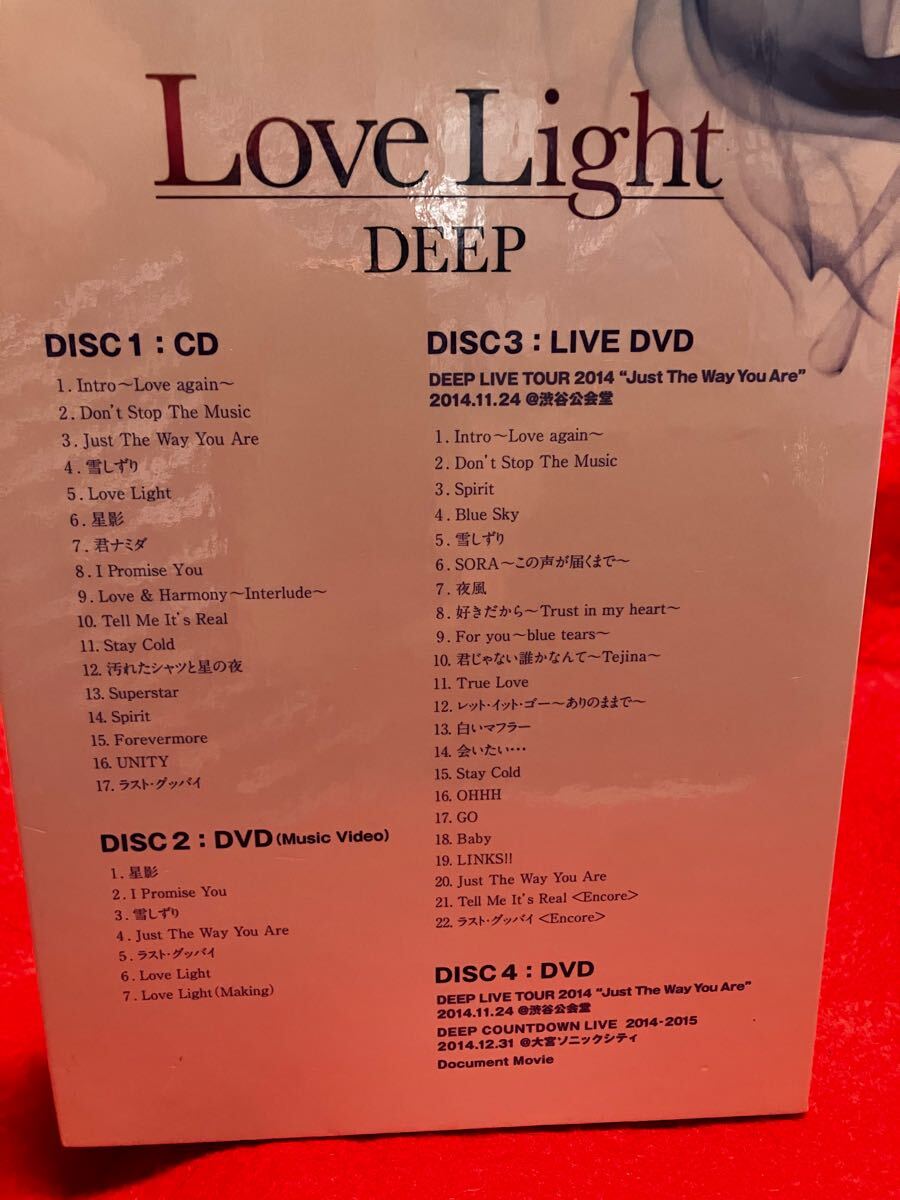 Love Light
DEEP
DISC 1 : CD
1. Intro～Love again～
2. Don't Stop The Music
3. Just The Way You Are
4. 雪しずり
5. Love Light
6. 星影
7. 君ナミダ
8. I Promise You
9. Love & Harmony～Interlude～
10. Tell Me It's Real
11. Stay Cold
12. 汚れたシャツと星の夜
13. Superstar
14. Spirit
15. Forevermore
16. UNITY
17. ラスト・グッバイ
DISC 2 : DVD (Music Video)
1. 星影
2. I Promise You
3. 雪しずり
4. Just The Way You Are
5. ラスト・グッバイ
6. Love Light
7. Love Light (Making)
DISC 3 : LIVE DVD
DEEP LIVE TOUR 2014 “Just The Way You Are”
2014.11.24 @渋谷公会堂
1. Intro～Love again～
2. Don't Stop The Music
3. Spirit
4. Blue Sky
5. 雪しずり
6. SORA～この声が届くまで～
7. 夜風
8. 好きだから～Trust in my heart～
9. For you～blue tears～
10. 君じゃない誰かなんて～Tejina～
11. True Love
12. レット・イット・ゴー～ありのままで～
13. 白いマフラー
14. 会いたい・・・
15. Stay Cold
16. OHHH
17. GO
18. Baby
19. LINKS!!
20. Just The Way You Are
21. Tell Me It's Real <Encore>
22. ラスト・グッバイ <Encore>
DISC 4 : DVD
DEEP LIVE TOUR 2014 “Just The Way You Are”
2014.11.24 @渋谷公会堂
DEEP COUNTDOWN LIVE 2014-2015
2014.12.31 @大宮ソニックシティ
Document Movie